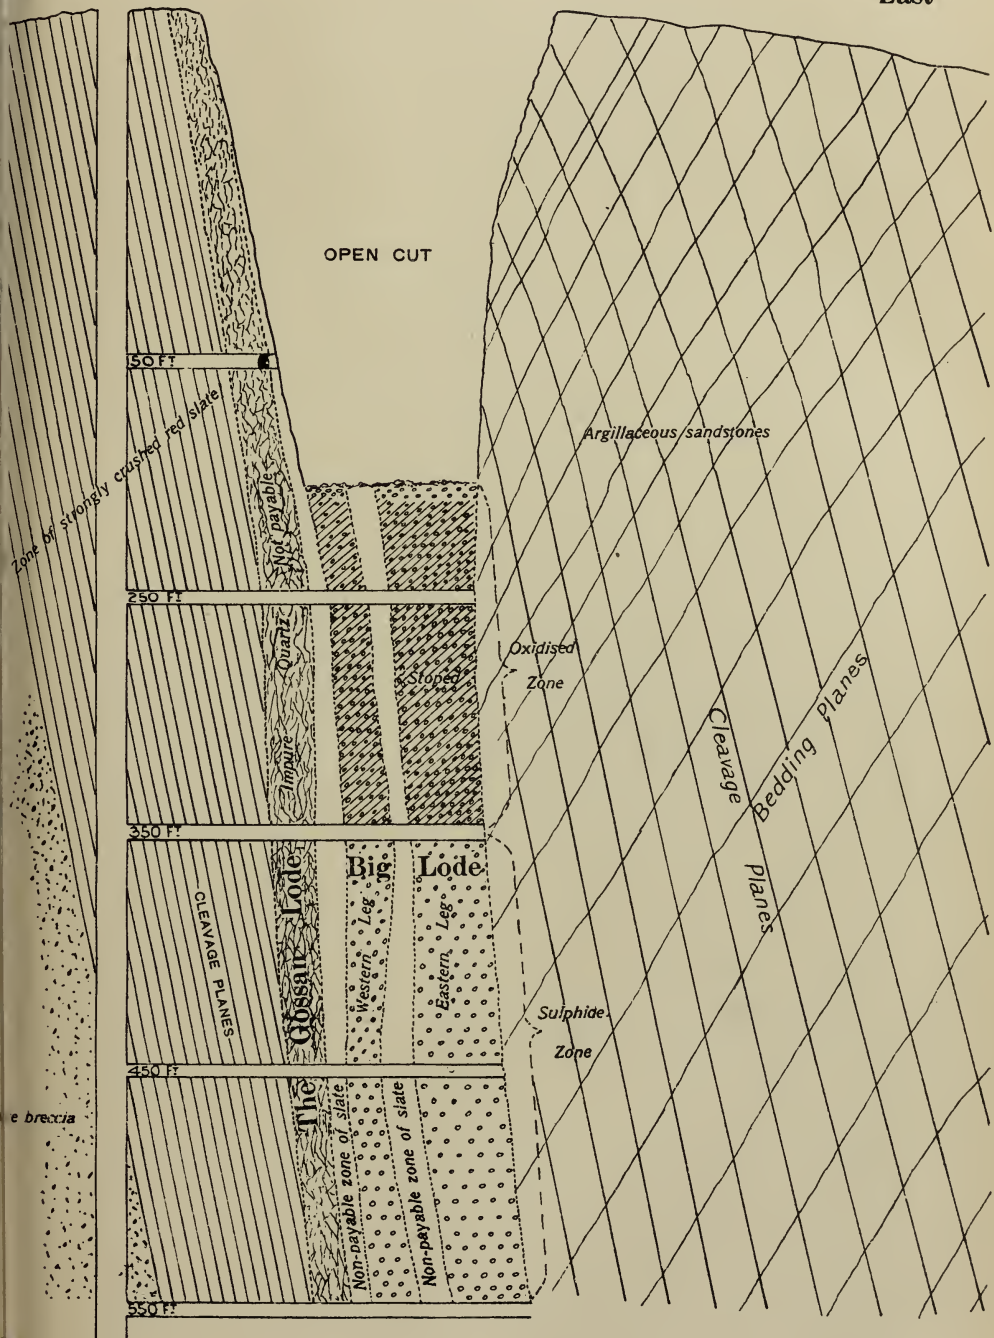 East
OPEN CUT
150 FT
Zone of strongly crushed red slate
Argillaceous sandstones
Not payable
250 FT
Quartz
Impure
Stoped
Oxidised
Zone
Cleavage
Planes
Bedding Planes
350 FT
Big Lode
Western Leg
Eastern Leg
CLEAVAGE PLANES
The Gossan Lode
Sulphide
Zone
450 FT
e breccia
Non-payable zone of slate
Non-payable zone of slate
550 FT